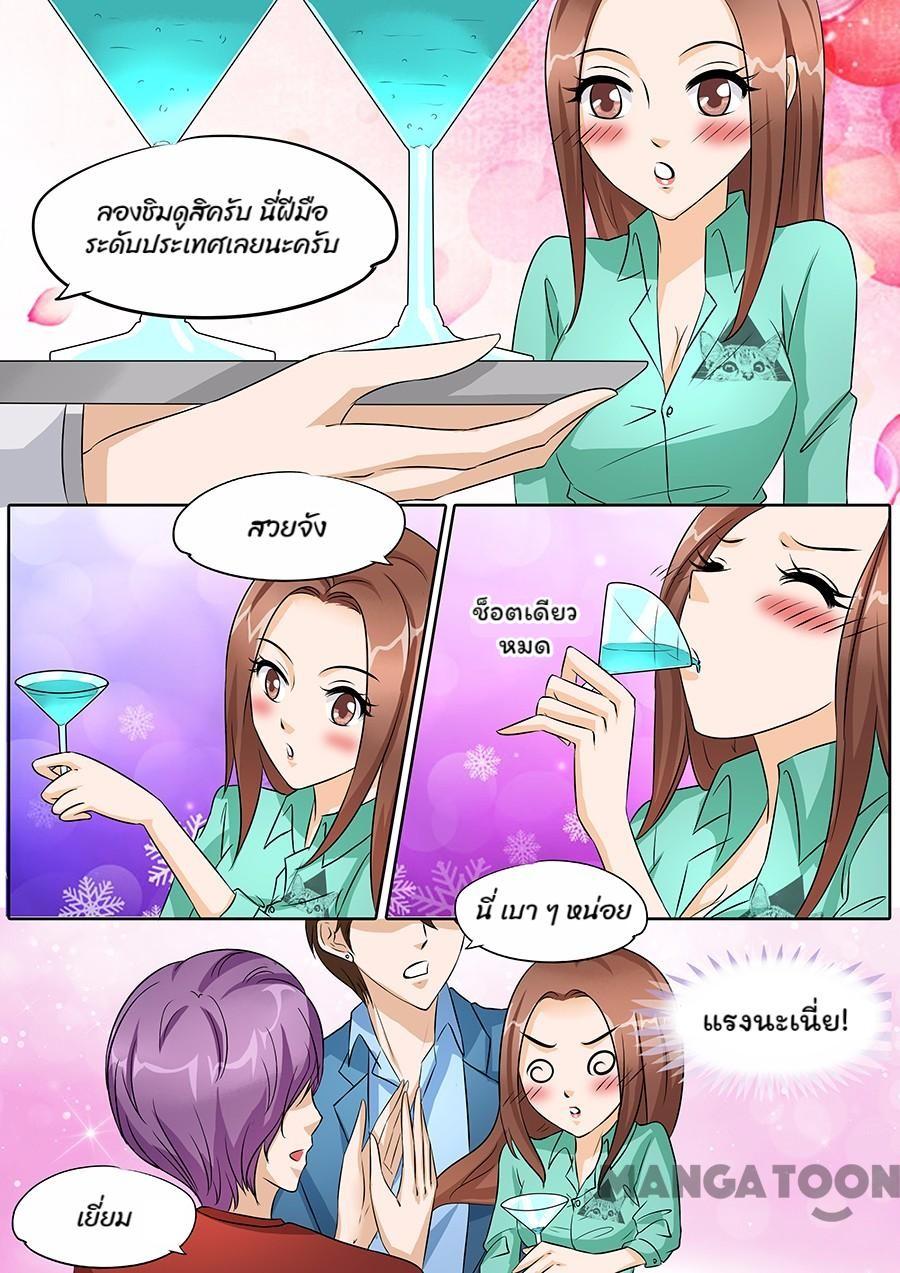 ลองชิมดูสิครับ นี่ฝีมือ
ระดับประเทศเลยนะครับ
สวยจัง
ช็อตเดียว
หมด
นี่ เบา ๆ หน่อย
แรงนะเนี่ย!
เยี่ยม
MANGATOON